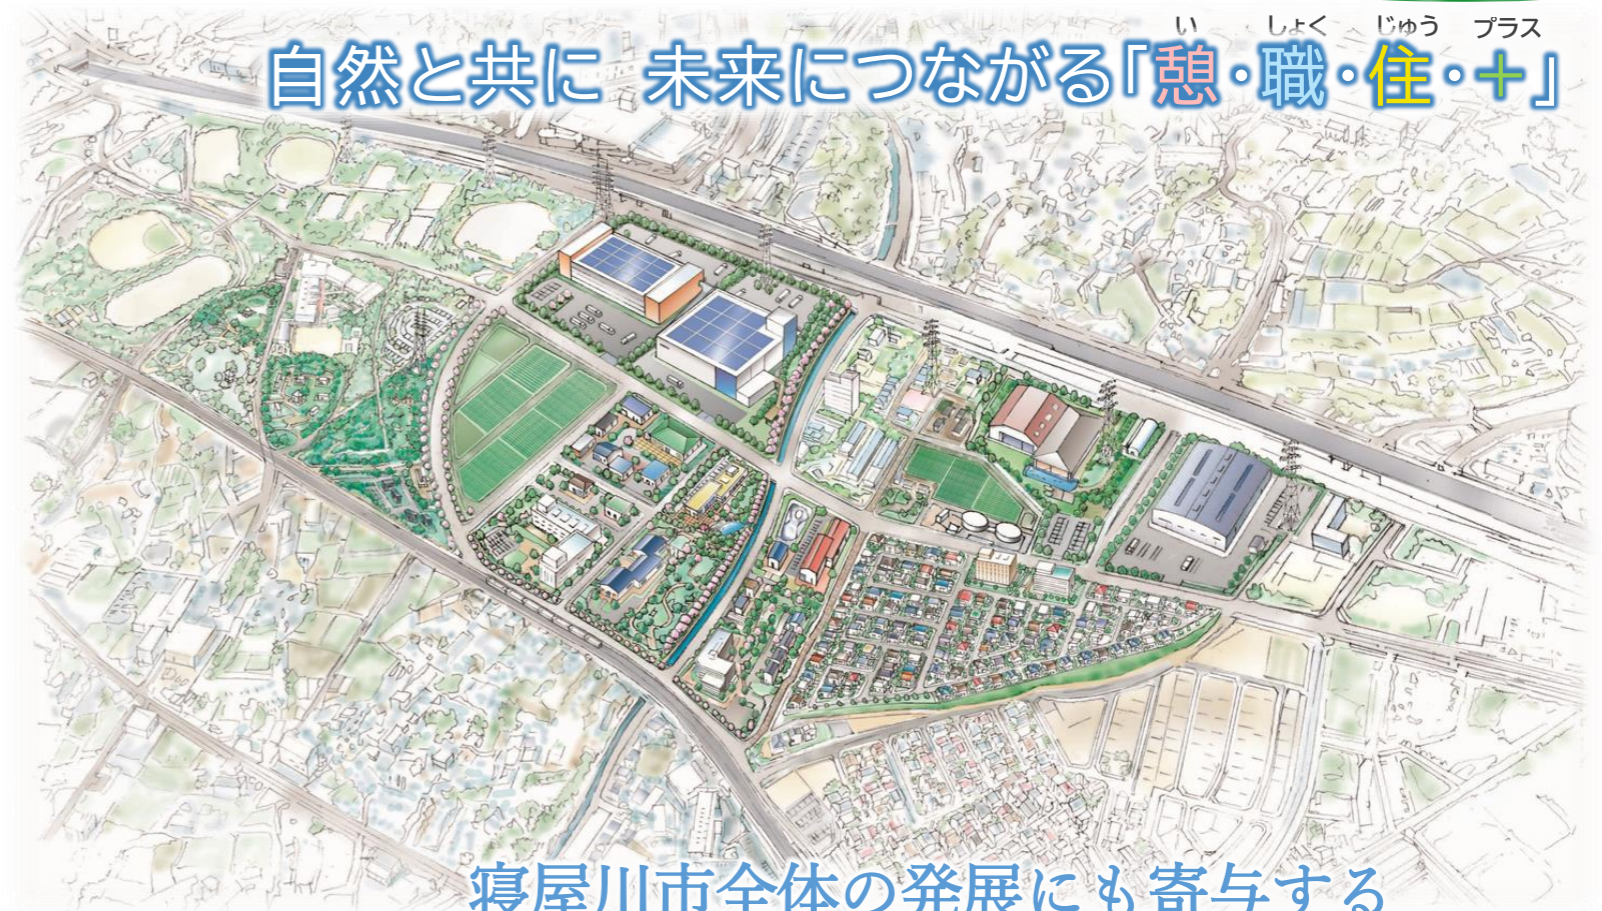 い しょく じゅう プラス
自然と共に 未来につながる「憩・職・住・＋」
寝屋川市全体の発展にも寄与する